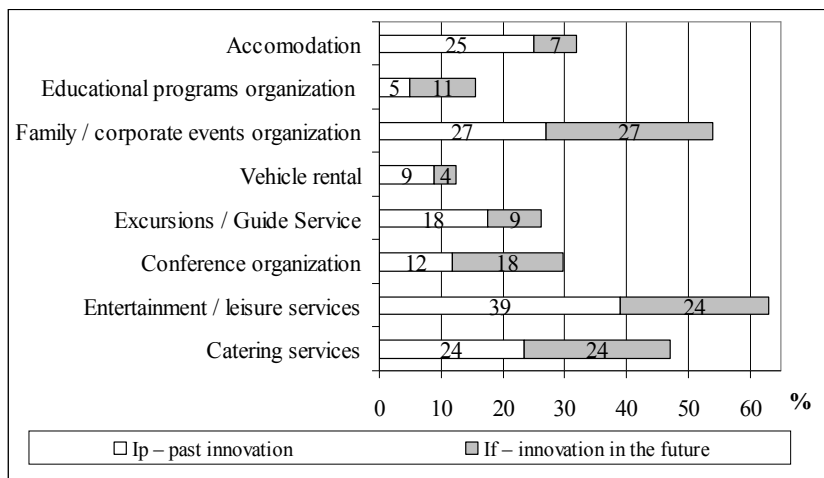 Accomodation 25 7
Educational programs organization 5 11
Family / corporate events organization 27 27
Vehicle rental 9 4
Excursions / Guide Service 18 9
Conference organization 12 18
Entertainment / leisure services 39 24
Catering services 24 24
0 10 20 30 40 50 60 %
Ip – past innovation If – innovation in the future